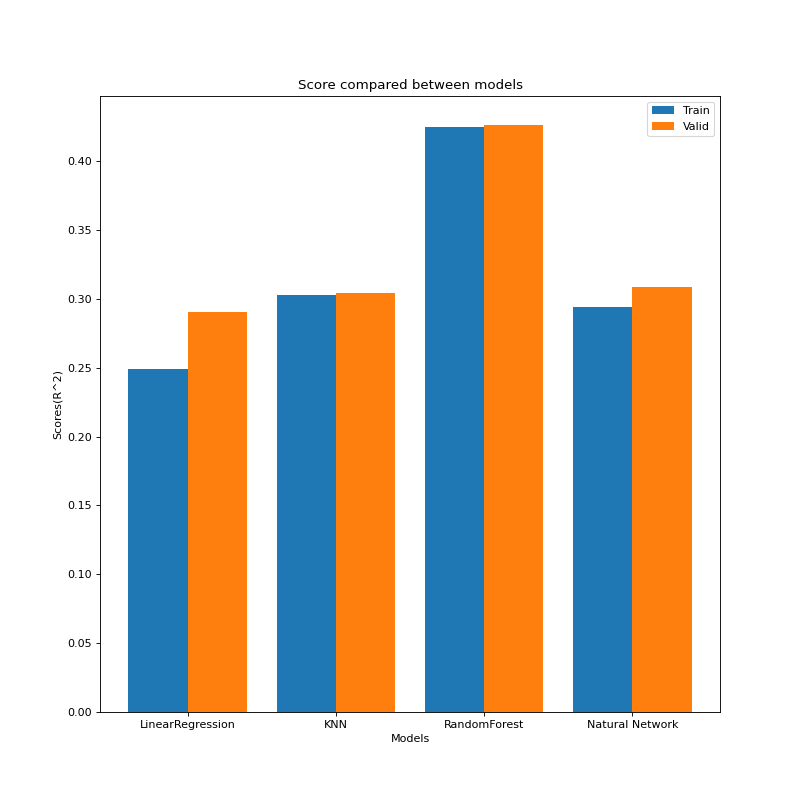 Score compared between models
Train
Valid
0.40
0.35
0.30
0.25
0.20
0.15
0.10
0.05
0.00
Scores(R^2)
LinearRegression
KNN
RandomForest
Natural Network
Models